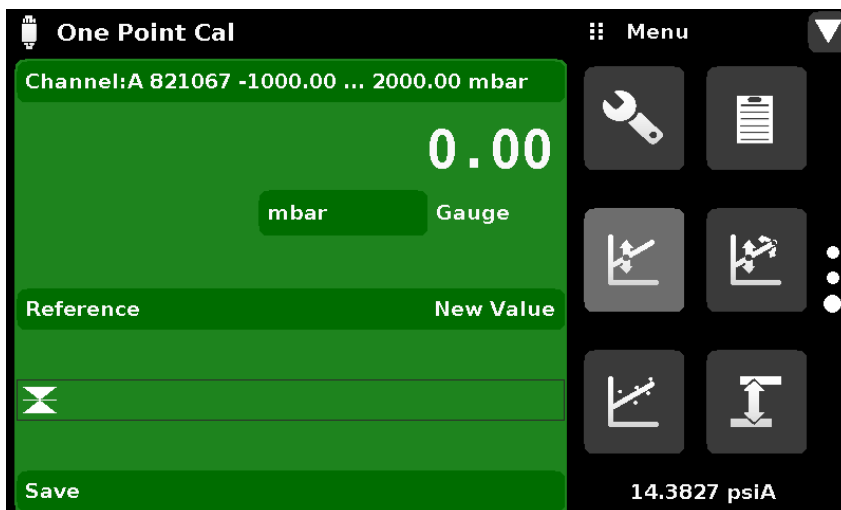 One Point Cal
Menu
Channel:A 821067 -1000.00 ... 2000.00 mbar
0.00
mbar Gauge
Reference New Value
Save
14.3827 psiA